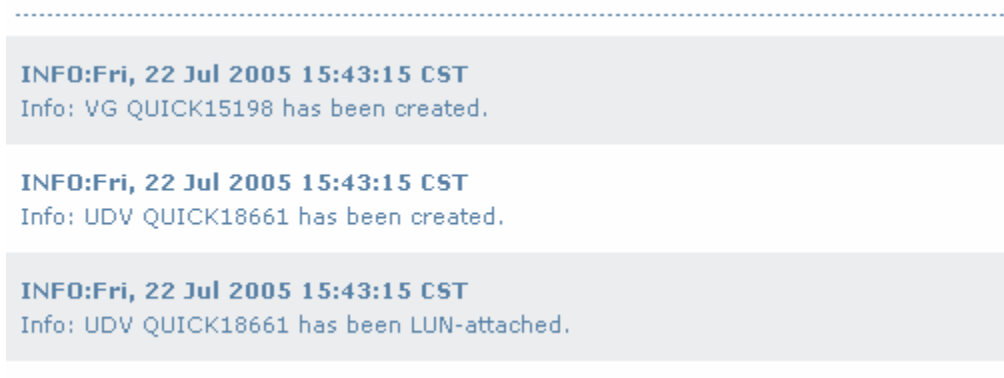 INFO:Fri, 22 Jul 2005 15:43:15 CST
Info: VG QUICK15198 has been created.
INFO:Fri, 22 Jul 2005 15:43:15 CST
Info: UDV QUICK18661 has been created.
INFO:Fri, 22 Jul 2005 15:43:15 CST
Info: UDV QUICK18661 has been LUN-attached.